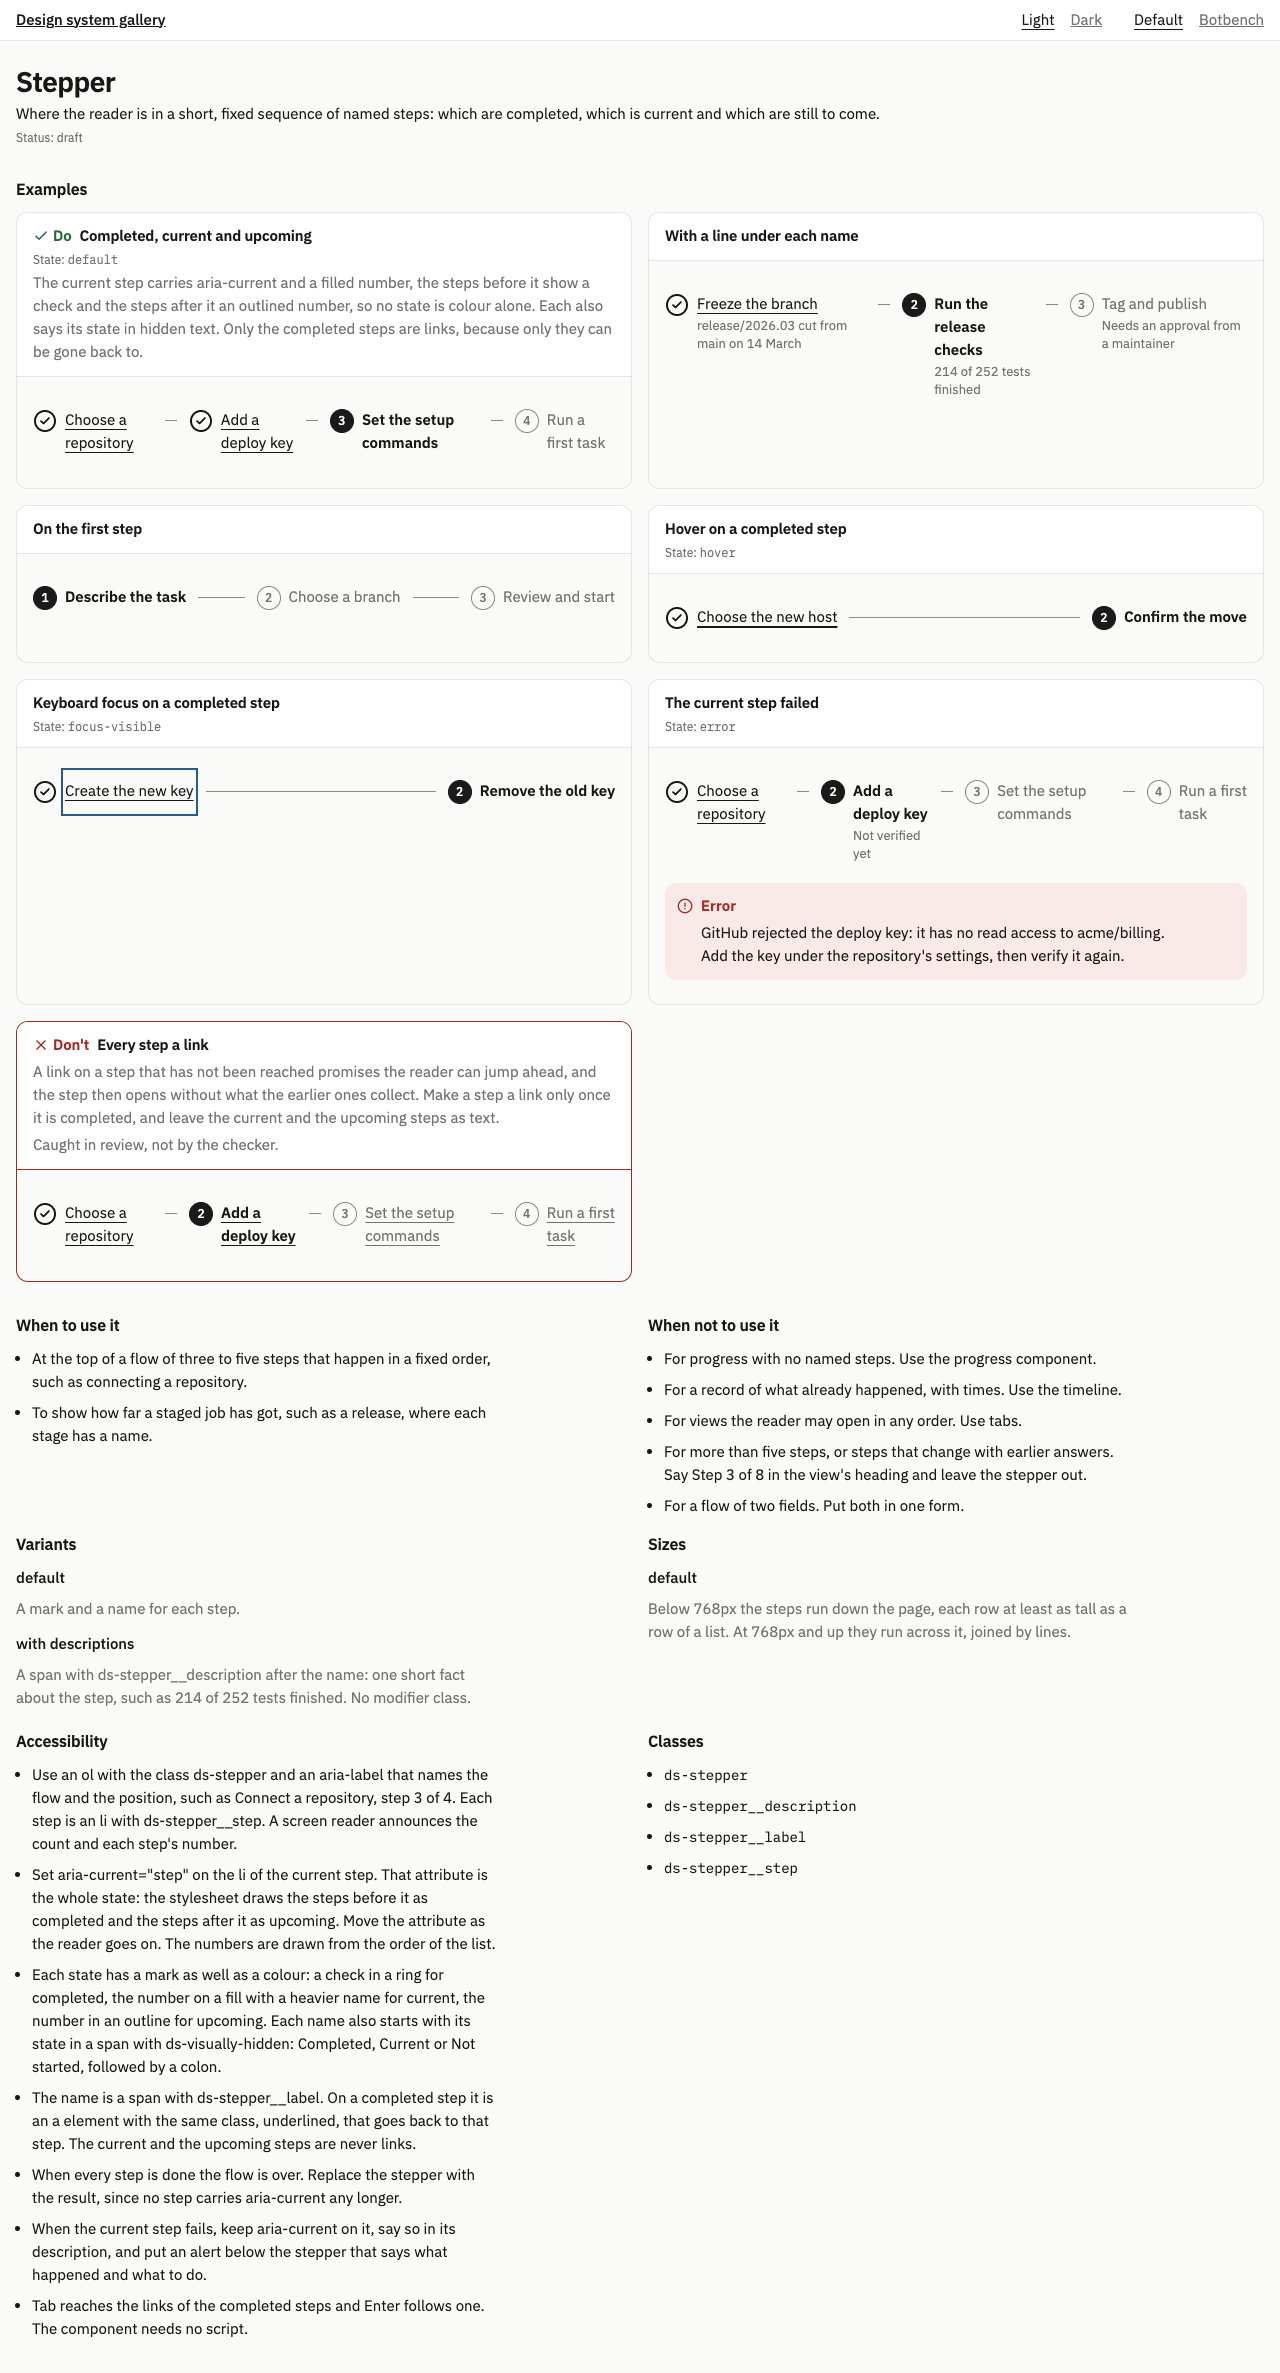 Design system gallery
Light Dark Default Botbench
Stepper
Where the reader is in a short, fixed sequence of named steps: which are completed, which is current and which are still to come.
Status: draft
Examples
Do Completed, current and upcoming
State: default
The current step carries aria-current and a filled number, the steps before it show a
check and the steps after it an outlined number, so no state is colour alone. Each also
says its state in hidden text. Only the completed steps are links, because only they can
be gone back to.
Choose a
repository
Add a
deploy key
3 Set the setup
commands
4 Run a
first task
With a line under each name
Freeze the branch
release/2026.03 cut from
main on 14 March
2 Run the
release
checks
214 of 252 tests
finished
3 Tag and publish
Needs an approval from
a maintainer
On the first step
1 Describe the task
2 Choose a branch
3 Review and start
Hover on a completed step
State: hover
Choose the new host
2 Confirm the move
Keyboard focus on a completed step
State: focus-visible
Create the new key
2 Remove the old key
The current step failed
State: error
Choose a
repository
2 Add a
deploy key
Not verified
yet
3 Set the setup
commands
4 Run a first
task
Error
GitHub rejected the deploy key: it has no read access to acme/billing.
Add the key under the repository's settings, then verify it again.
Don't Every step a link
A link on a step that has not been reached promises the reader can jump ahead, and
the step then opens without what the earlier ones collect. Make a step a link only once
it is completed, and leave the current and the upcoming steps as text.
Caught in review, not by the checker.
Choose a
repository
2 Add a
deploy key
3 Set the setup
commands
4 Run a first
task
When to use it
• At the top of a flow of three to five steps that happen in a fixed order,
such as connecting a repository.
• To show how far a staged job has got, such as a release, where each
stage has a name.
When not to use it
• For progress with no named steps. Use the progress component.
• For a record of what already happened, with times. Use the timeline.
• For views the reader may open in any order. Use tabs.
• For more than five steps, or steps that change with earlier answers.
Say Step 3 of 8 in the view's heading and leave the stepper out.
• For a flow of two fields. Put both in one form.
Variants
default
A mark and a name for each step.
with descriptions
A span with ds-stepper__description after the name: one short fact
about the step, such as 214 of 252 tests finished. No modifier class.
Sizes
default
Below 768px the steps run down the page, each row at least as tall as a
row of a list. At 768px and up they run across it, joined by lines.
Accessibility
• Use an ol with the class ds-stepper and an aria-label that names the
flow and the position, such as Connect a repository, step 3 of 4. Each
step is an li with ds-stepper__step. A screen reader announces the
count and each step's number.
• Set aria-current="step" on the li of the current step. That attribute is
the whole state: the stylesheet draws the steps before it as
completed and the steps after it as upcoming. Move the attribute as
the reader goes on. The numbers are drawn from the order of the list.
• Each state has a mark as well as a colour: a check in a ring for
completed, the number on a fill with a heavier name for current, the
number in an outline for upcoming. Each name also starts with its
state in a span with ds-visually-hidden: Completed, Current or Not
started, followed by a colon.
• The name is a span with ds-stepper__label. On a completed step it is
an a element with the same class, underlined, that goes back to that
step. The current and the upcoming steps are never links.
• When every step is done the flow is over. Replace the stepper with
the result, since no step carries aria-current any longer.
• When the current step fails, keep aria-current on it, say so in its
description, and put an alert below the stepper that says what
happened and what to do.
• Tab reaches the links of the completed steps and Enter follows one.
The component needs no script.
Classes
• ds-stepper
• ds-stepper__description
• ds-stepper__label
• ds-stepper__step